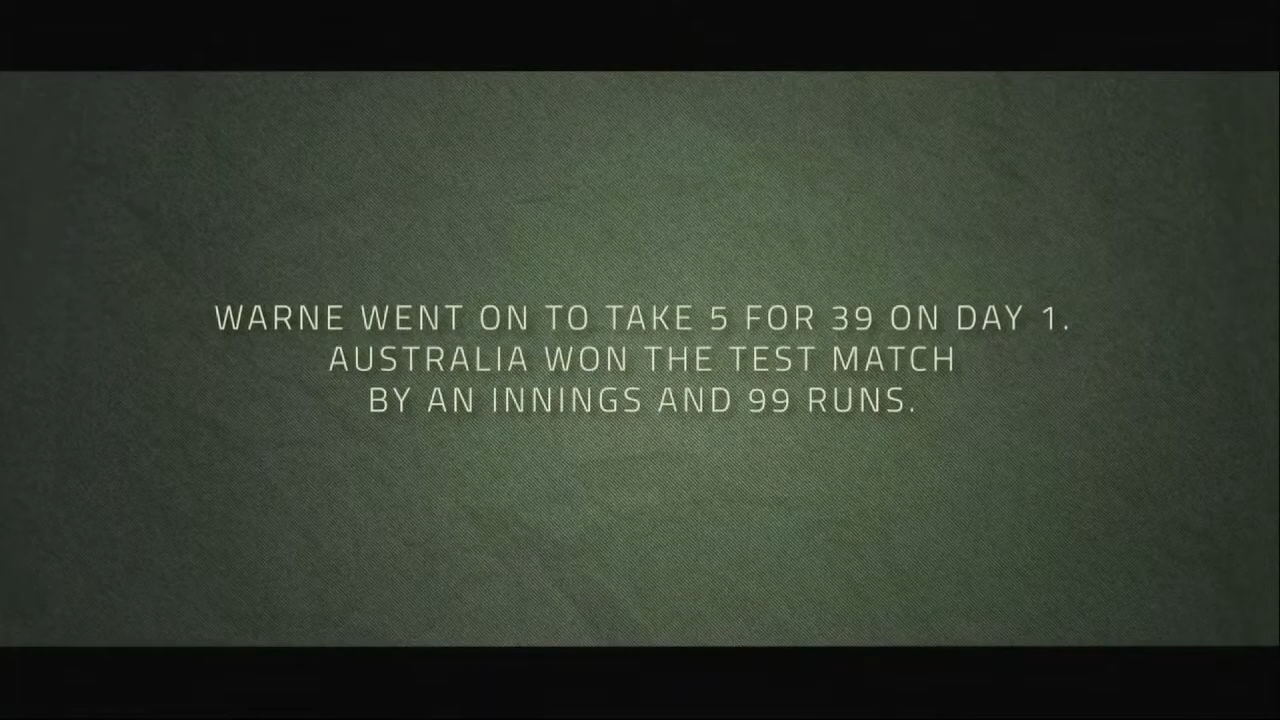 WARNE WENT ON TO TAKE 5 FOR 39 ON DAY 1.
AUSTRALIA WON THE TEST MATCH
BY AN INNINGS AND 99 RUNS.